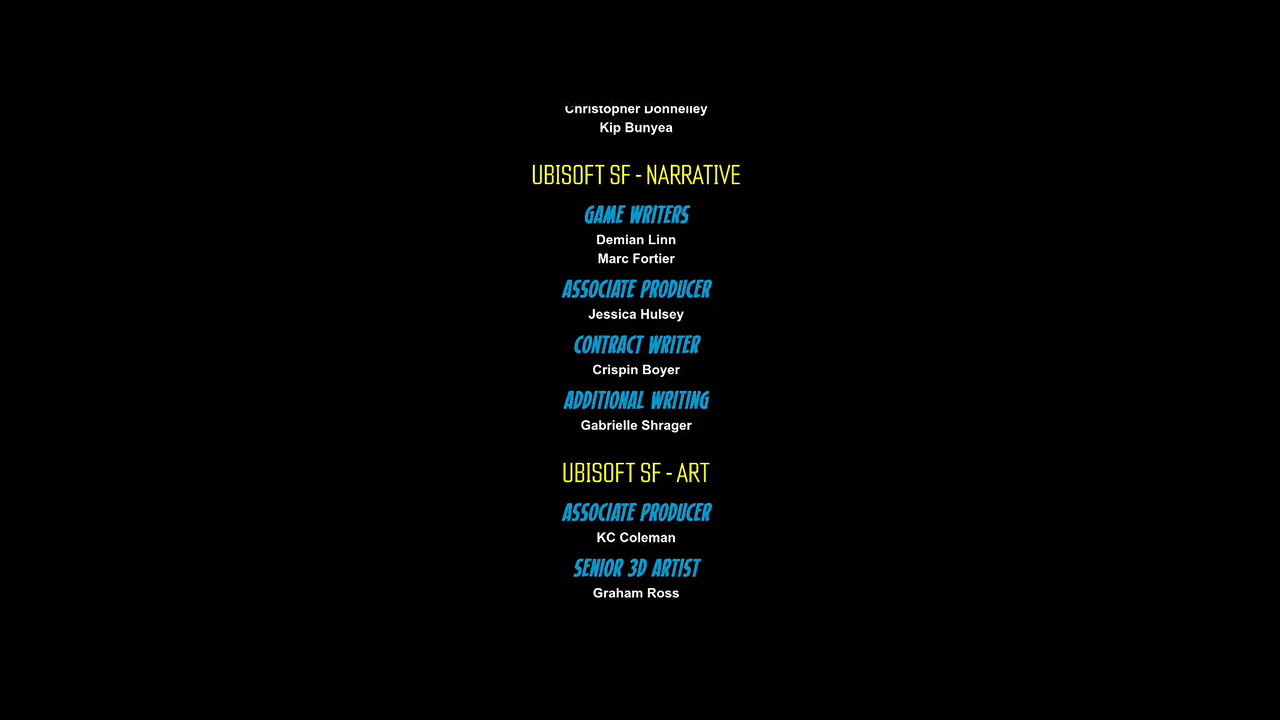 Christopher Donnelley
Kip Bunyea
UBISOFT SF - NARRATIVE
GAME WRITERS
Demian Linn
Marc Fortier
ASSOCIATE PRODUCER
Jessica Hulsey
CONTRACT WRITER
Crispin Boyer
ADDITIONAL WRITING
Gabrielle Shrager
UBISOFT SF - ART
ASSOCIATE PRODUCER
KC Coleman
SENIOR 3D ARTIST
Graham Ross